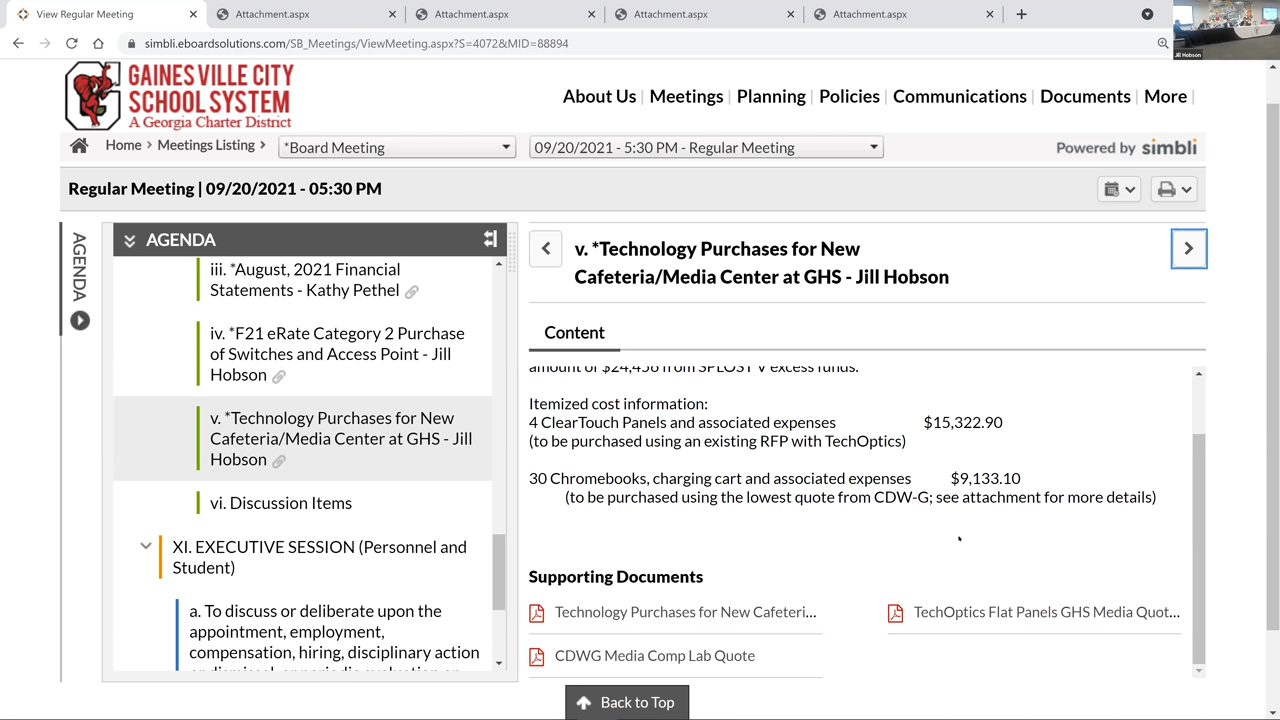 View Regular Meeting
Attachment.aspx
Attachment.aspx
Attachment.aspx
Attachment.aspx
simbli.eboardsolutions.com/SB_Meetings/ViewMeeting.aspx?S=4072&MID=88894
Jill Hobson
GAINESVILLE CITY
SCHOOL SYSTEM
A Georgia Charter District
About Us | Meetings | Planning | Policies | Communications | Documents | More |
Home > Meetings Listing >
*Board Meeting
09/20/2021 - 5:30 PM - Regular Meeting
Powered by simbli
Regular Meeting | 09/20/2021 - 05:30 PM
AGENDA
AGENDA
iii. *August, 2021 Financial
Statements - Kathy Pethel
iv. *F21 eRate Category 2 Purchase
of Switches and Access Point - Jill
Hobson
v. *Technology Purchases for New
Cafeteria/Media Center at GHS - Jill
Hobson
vi. Discussion Items
XI. EXECUTIVE SESSION (Personnel and
Student)
a. To discuss or deliberate upon the
appointment, employment,
compensation, hiring, disciplinary action
v. *Technology Purchases for New
Cafeteria/Media Center at GHS - Jill Hobson
Content
amount of $24,456 from SPLOST V excess funds.
Itemized cost information:
4 ClearTouch Panels and associated expenses $15,322.90
(to be purchased using an existing RFP with TechOptics)
30 Chromebooks, charging cart and associated expenses $9,133.10
(to be purchased using the lowest quote from CDW-G; see attachment for more details)
Supporting Documents
Technology Purchases for New Cafeteri...
TechOptics Flat Panels GHS Media Quot...
CDWG Media Comp Lab Quote
Back to Top